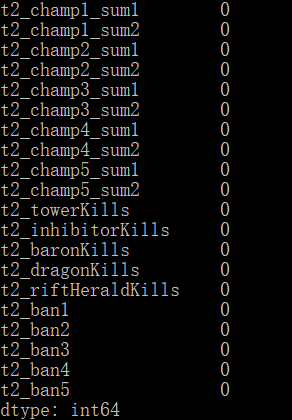 t2_champ1_sum1 0
t2_champ1_sum2 0
t2_champ2_sum1 0
t2_champ2_sum2 0
t2_champ3_sum1 0
t2_champ3_sum2 0
t2_champ4_sum1 0
t2_champ4_sum2 0
t2_champ5_sum1 0
t2_champ5_sum2 0
t2_towerKills 0
t2_inhibitorKills 0
t2_baronKills 0
t2_dragonKills 0
t2_riftHeraldKills 0
t2_ban1 0
t2_ban2 0
t2_ban3 0
t2_ban4 0
t2_ban5 0
dtype: int64